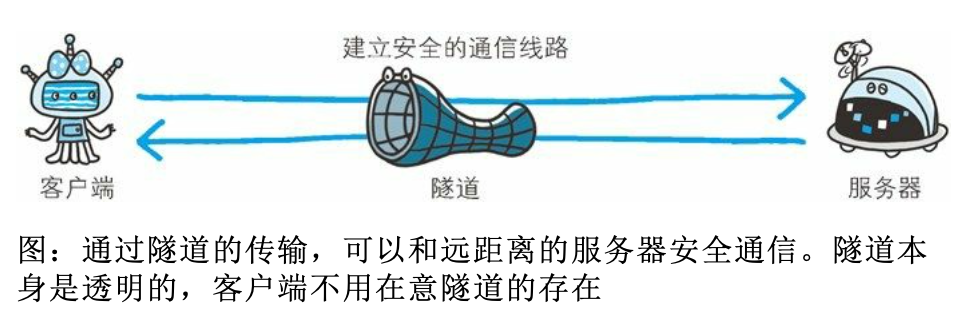 建立安全的通信线路
客户端
隧道
服务器
图：通过隧道的传输，可以和远距离的服务器安全通信。隧道本
身是透明的，客户端不用在意隧道的存在